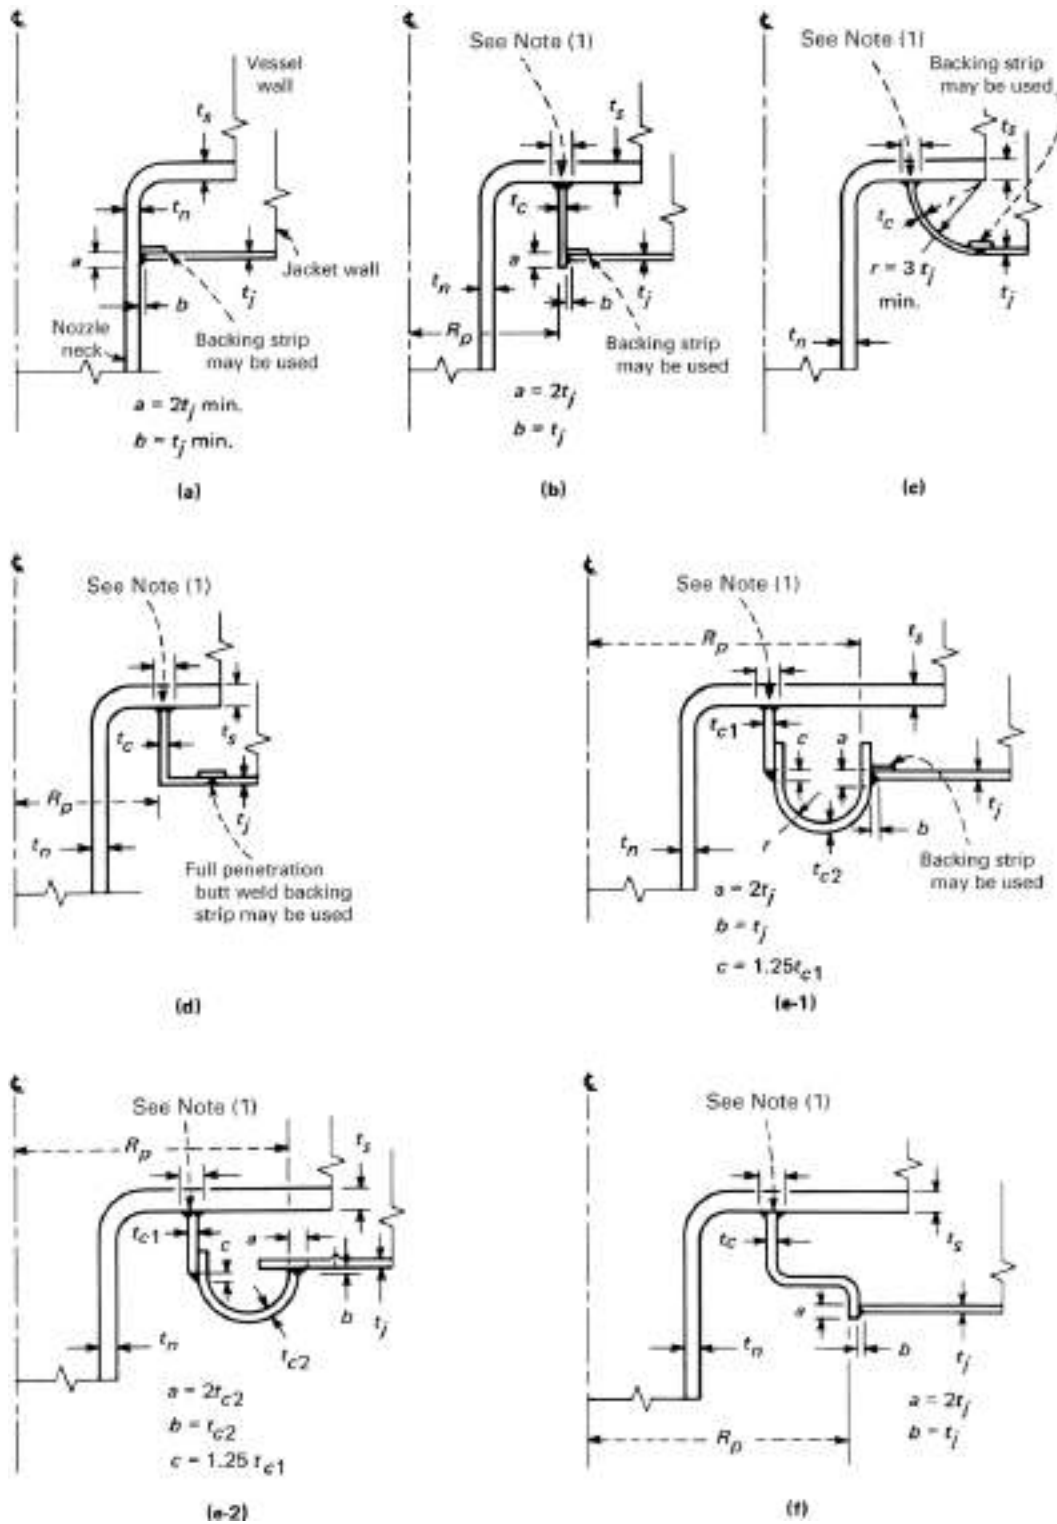 ℄
Vessel
wall
t_s
t_n
a
Jacket wall
t_j
b
Nozzle
neck
Backing strip
may be used
a = 2t_j min.
b = t_j min.
(a)
℄
See Note (1)
t_s
t_c
a
t_n
t_j
b
R_p
Backing strip
may be used
a = 2t_j
b = t_j
(b)
℄
See Note (1)
Backing strip
may be used
t_s
r
t_c
r = 3 t_j
min.
t_j
t_n
(c)
℄
See Note (1)
t_c
t_s
R_p
t_j
t_n
Full penetration
butt weld backing
strip may be used
(d)
℄
See Note (1)
R_p
t_s
t_c1
c
a
t_j
t_n
r
t_c2
b
Backing strip
may be used
a = 2t_j
b = t_j
c = 1.25t_c1
(e-1)
℄
See Note (1)
R_p
t_s
t_c1
c
a
b
t_j
t_n
t_c2
a = 2t_c2
b = t_c2
c = 1.25 t_c1
(e-2)
℄
See Note (1)
t_c
t_s
a
t_n
b
t_j
R_p
a = 2t_j
b = t_j
(f)